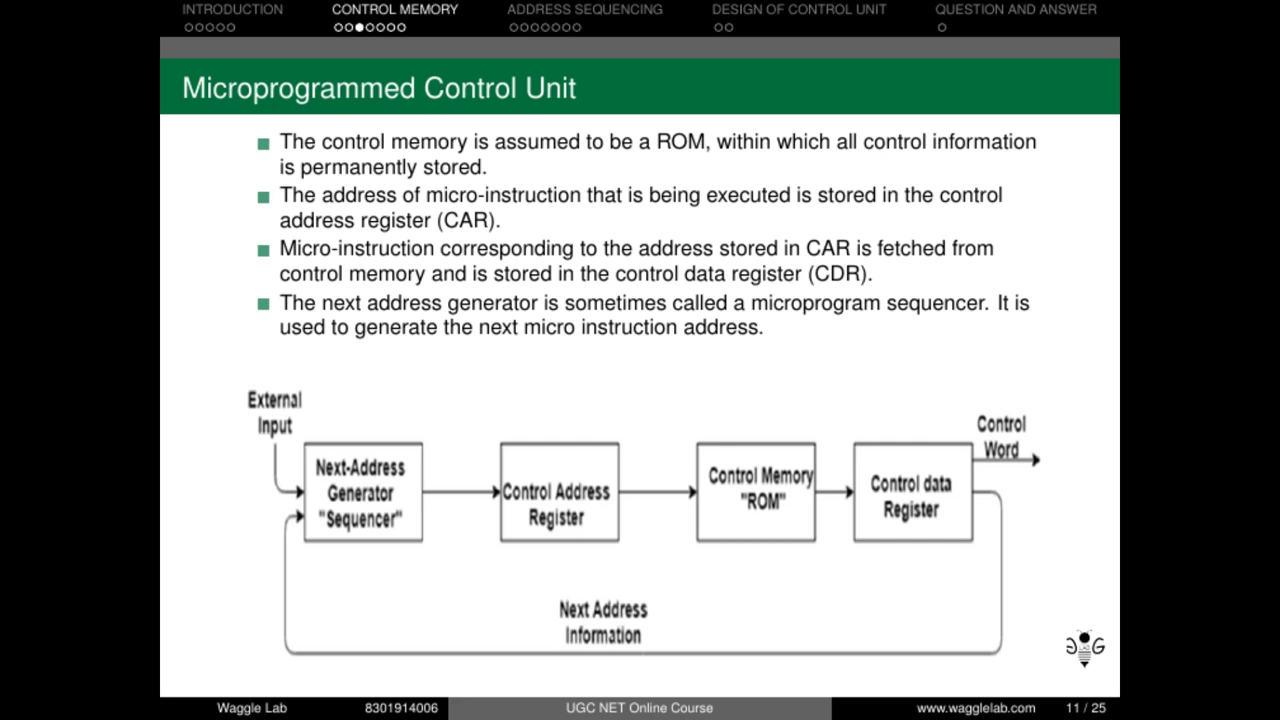 INTRODUCTION CONTROL MEMORY ADDRESS SEQUENCING DESIGN OF CONTROL UNIT QUESTION AND ANSWER
Microprogrammed Control Unit
The control memory is assumed to be a ROM, within which all control information
is permanently stored.
The address of micro-instruction that is being executed is stored in the control
address register (CAR).
Micro-instruction corresponding to the address stored in CAR is fetched from
control memory and is stored in the control data register (CDR).
The next address generator is sometimes called a microprogram sequencer. It is
used to generate the next micro instruction address.
External
Input
Next-Address
Generator
"Sequencer"
Control Address
Register
Control Memory
"ROM"
Control data
Register
Control
Word
Next Address
Information
Waggle Lab 8301914006 UGC NET Online Course www.wagglelab.com 11 / 25